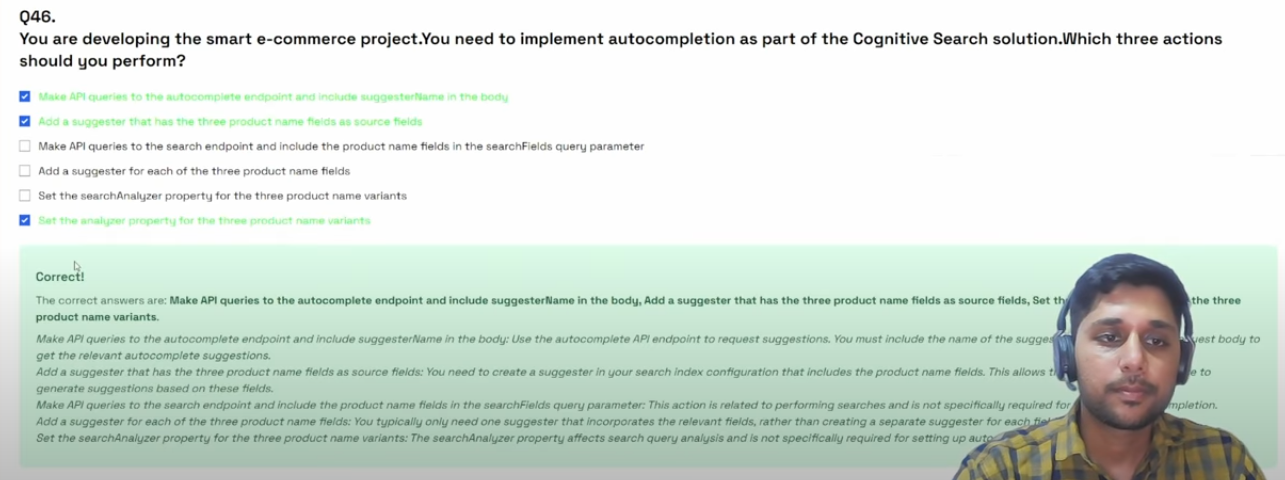 Q46.
You are developing the smart e-commerce project.You need to implement autocompletion as part of the Cognitive Search solution.Which three actions
should you perform?
Make API queries to the autocomplete endpoint and include suggesterName in the body
Add a suggester that has the three product name fields as source fields
Make API queries to the search endpoint and include the product name fields in the searchFields query parameter
Add a suggester for each of the three product name fields
Set the searchAnalyzer property for the three product name variants
Set the analyzer property for the three product name variants
Correct!
The correct answers are: Make API queries to the autocomplete endpoint and include suggesterName in the body, Add a suggester that has the three product name fields as source fields, Set the three
product name variants.
Make API queries to the autocomplete endpoint and include suggesterName in the body: Use the autocomplete API endpoint to request suggestions. You must include the name of the body to
get the relevant autocomplete suggestions.
Add a suggester that has the three product name fields as source fields: You need to create a suggester in your search index configuration that includes the product name fields. This allows to
generate suggestions based on these fields.
Make API queries to the search endpoint and include the product name fields in the searchFields query parameter: This action is related to performing searches and is not specifically required for
Add a suggester for each of the three product name fields: You typically only need one suggester that incorporates the relevant fields, rather than creating a separate suggester for each
Set the searchAnalyzer property for the three product name variants: The searchAnalyzer property affects search query analysis and is not specifically required for setting up